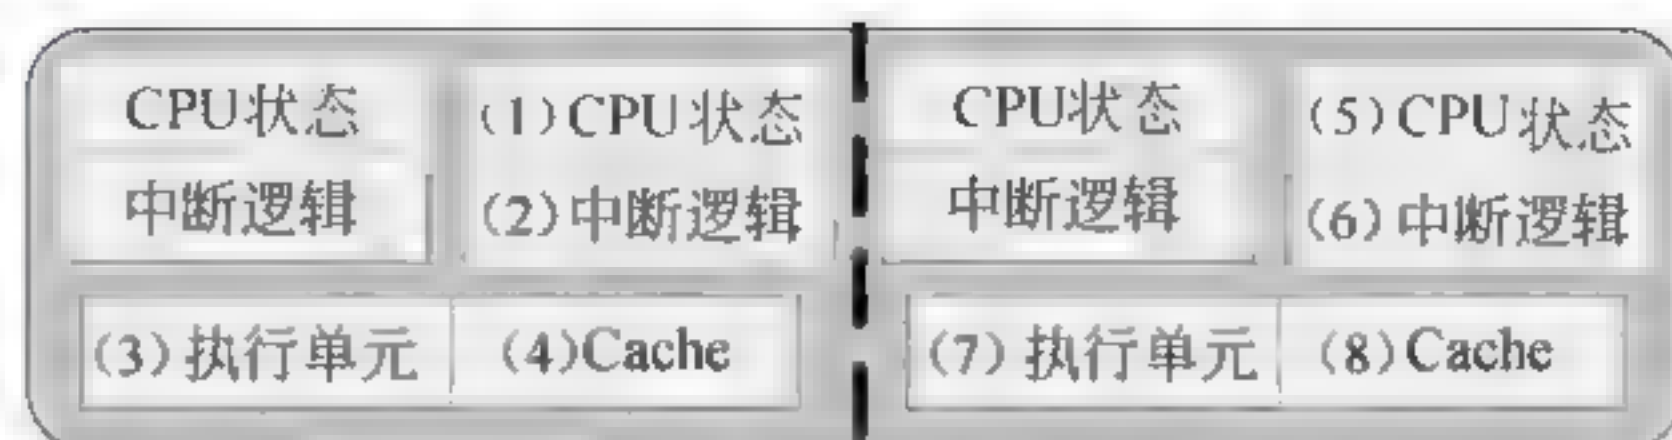 CPU状态 (1)CPU状态 CPU状态 (5)CPU状态
中断逻辑 (2)中断逻辑 中断逻辑 (6)中断逻辑
(3)执行单元 (4)Cache (7)执行单元 (8)Cache